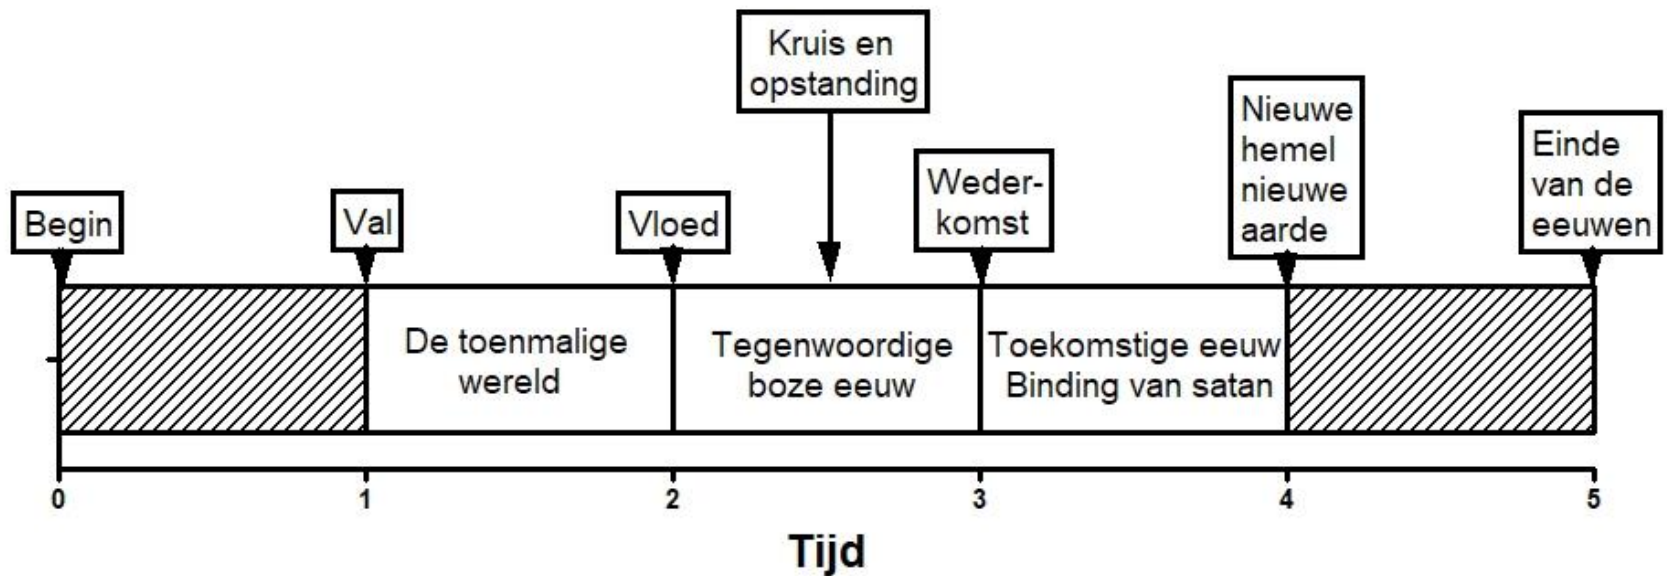 Kruis en
opstanding
Begin
Val
Vloed
Weder-
komst
Nieuwe
hemel
nieuwe
aarde
Einde
van de
eeuwen
De toenmalige
wereld
Tegenwoordige
boze eeuw
Toekomstige eeuw
Binding van satan
0 1 2 3 4 5
Tijd